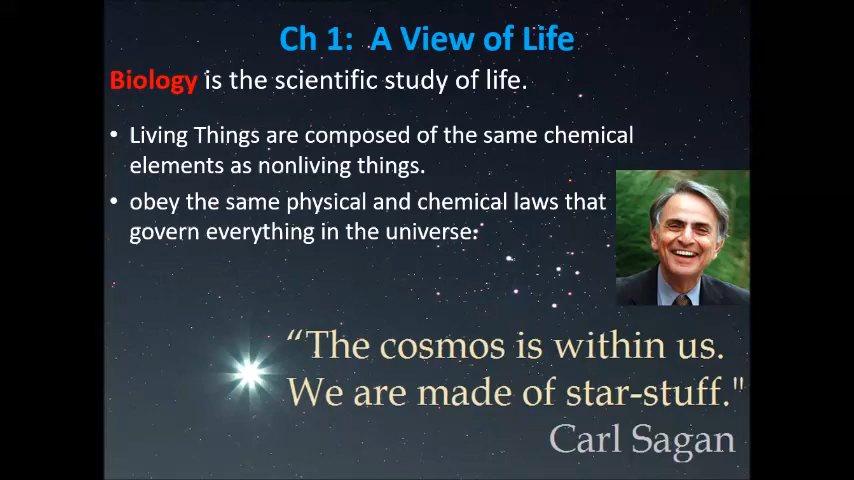 Ch 1:  A View of Life
Biology is the scientific study of life.
• Living Things are composed of the same chemical
elements as nonliving things.
• obey the same physical and chemical laws that
govern everything in the universe:
“The cosmos is within us.
We are made of star-stuff."
Carl Sagan